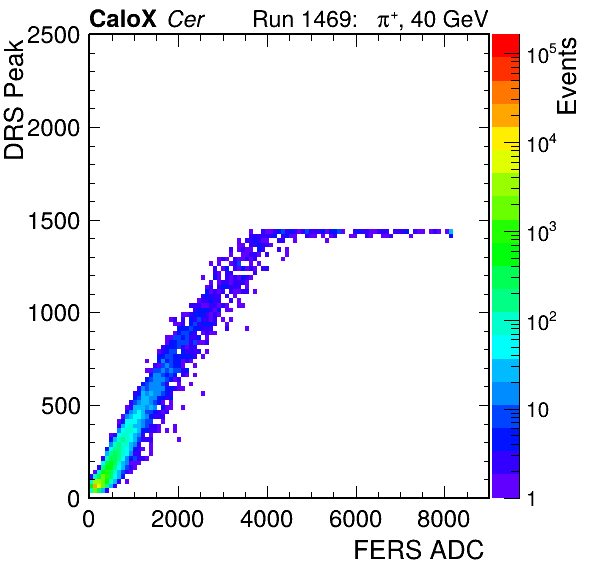 CaloX Cer Run 1469: π⁺, 40 GeV
DRS Peak
2500
2000
1500
1000
500
0
0 2000 4000 6000 8000
FERS ADC
Events
10⁵
10⁴
10³
10²
10
1